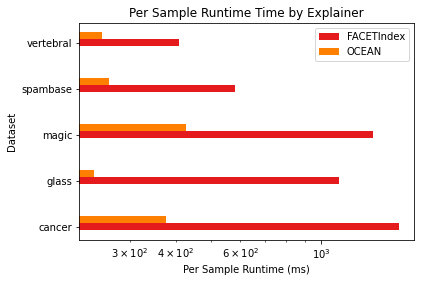 Per Sample Runtime Time by Explainer
FACETIndex
OCEAN
vertebral
spambase
magic
glass
cancer
Dataset
3 × 10² 4 × 10² 6 × 10² 10³
Per Sample Runtime (ms)